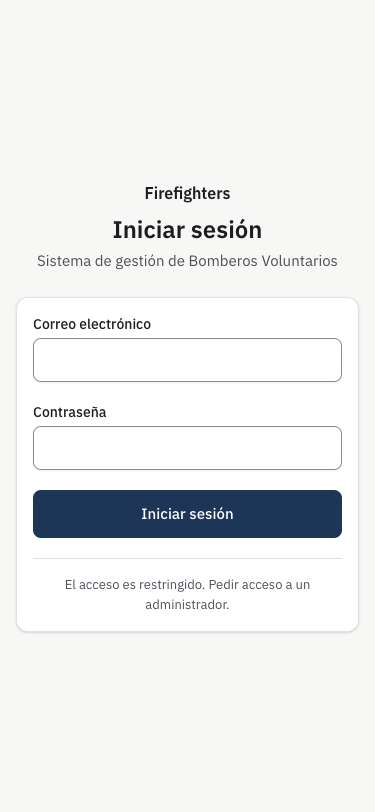 Firefighters
Iniciar sesión
Sistema de gestión de Bomberos Voluntarios
Correo electrónico
Contraseña
Iniciar sesión
El acceso es restringido. Pedir acceso a un
administrador.